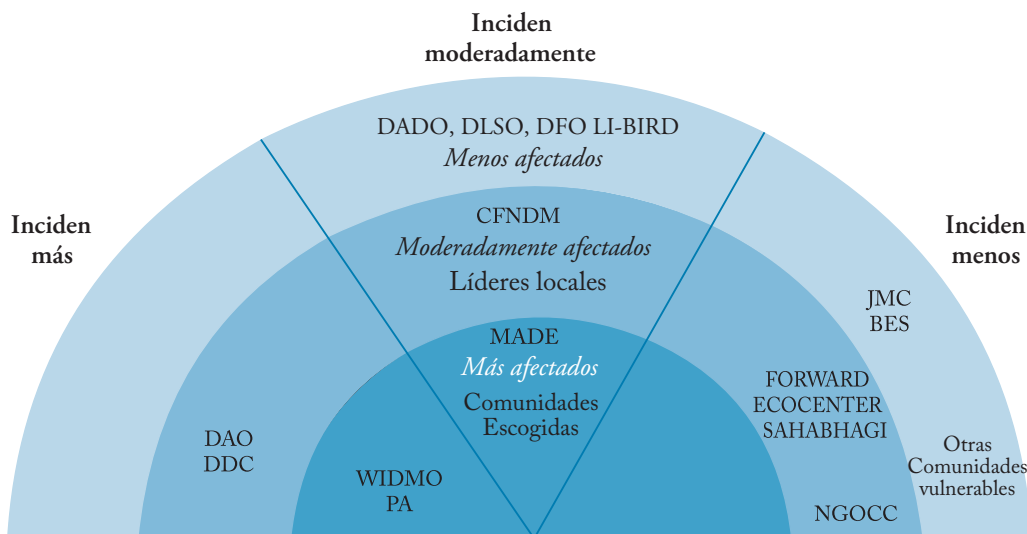 Inciden
moderadamente
DADO, DLSO, DFO LI-BIRD
Menos afectados
CFNDM
Moderadamente afectados
Líderes locales
MADE
Más afectados
Comunidades
Escogidas
Inciden
más
DAO
DDC
WIDMO
PA
Inciden
menos
JMC
BES
FORWARD
ECOCENTER
SAHABHAGI
Otras
Comunidades
vulnerables
NGOCC